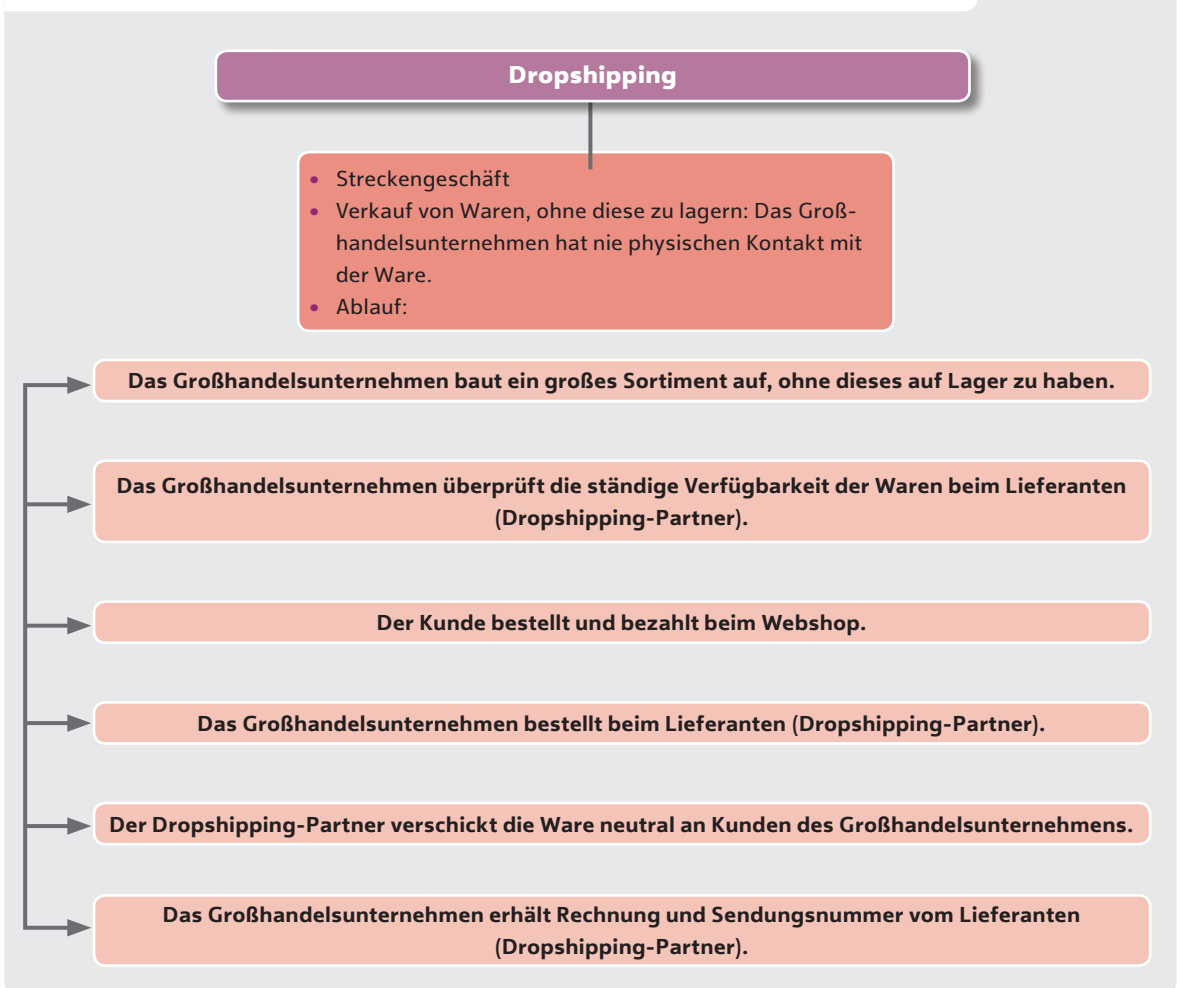 Dropshipping
• Streckengeschäft
• Verkauf von Waren, ohne diese zu lagern: Das Groß-
handelsunternehmen hat nie physischen Kontakt mit
der Ware.
• Ablauf:
Das Großhandelsunternehmen baut ein großes Sortiment auf, ohne dieses auf Lager zu haben.
Das Großhandelsunternehmen überprüft die ständige Verfügbarkeit der Waren beim Lieferanten
(Dropshipping-Partner).
Der Kunde bestellt und bezahlt beim Webshop.
Das Großhandelsunternehmen bestellt beim Lieferanten (Dropshipping-Partner).
Der Dropshipping-Partner verschickt die Ware neutral an Kunden des Großhandelsunternehmens.
Das Großhandelsunternehmen erhält Rechnung und Sendungsnummer vom Lieferanten
(Dropshipping-Partner).